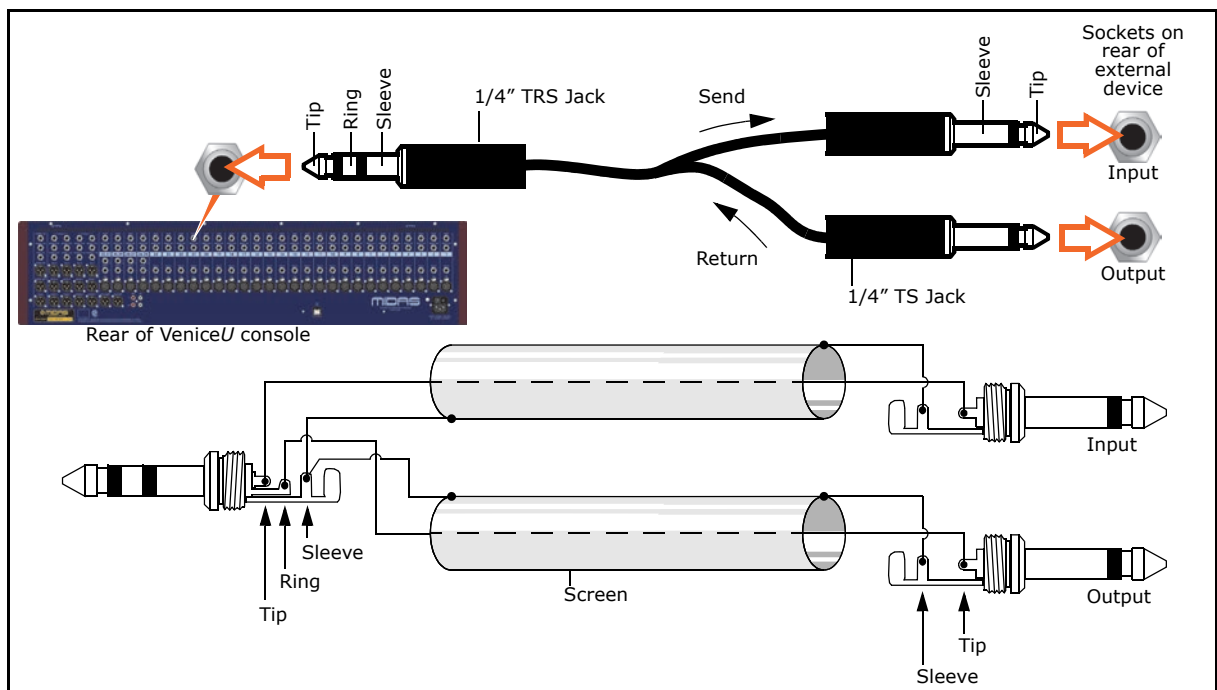 Sockets on
rear of
external
device
Tip
Ring
Sleeve
1/4” TRS Jack
Send
Sleeve
Tip
Input
Return
1/4” TS Jack
Output
MIDAS
Rear of VeniceU console
Input
Sleeve
Ring
Tip
Screen
Output
Tip
Sleeve